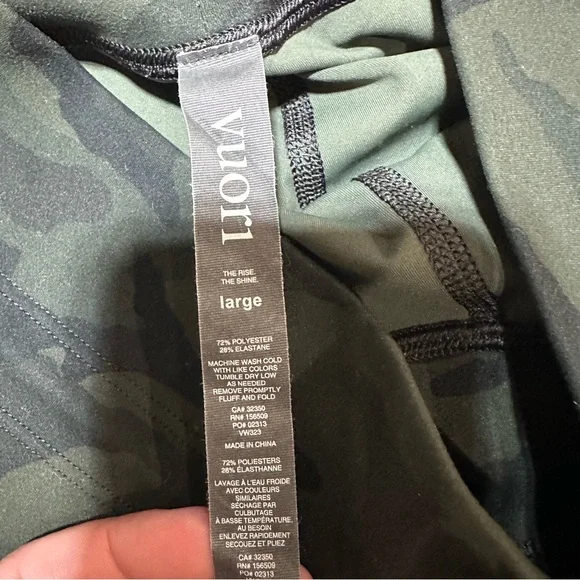 vuori
THE RISE.
THE SHINE.
large
72% POLYESTER
28% ELASTANE
MACHINE WASH COLD
WITH LIKE COLORS
TUMBLE DRY LOW
AS NEEDED
REMOVE PROMPTLY
FLUFF AND FOLD
CA# 32350
RN# 156509
PO# 02313
VW323
MADE IN CHINA
72% POLYESTERS
28% ÉLASTHANNE
LAVAGE À L'EAU FROIDE
AVEC COULEURS
SIMILAIRES
SÉCHAGE PAR
CULBUTAGE
À BASSE TEMPÉRATURE.
AU BESOIN
ENLEVEZ RAPIDEMENT
SECOUEZ ET PLIEZ
CA# 32350
RN# 156509
PO# 02313